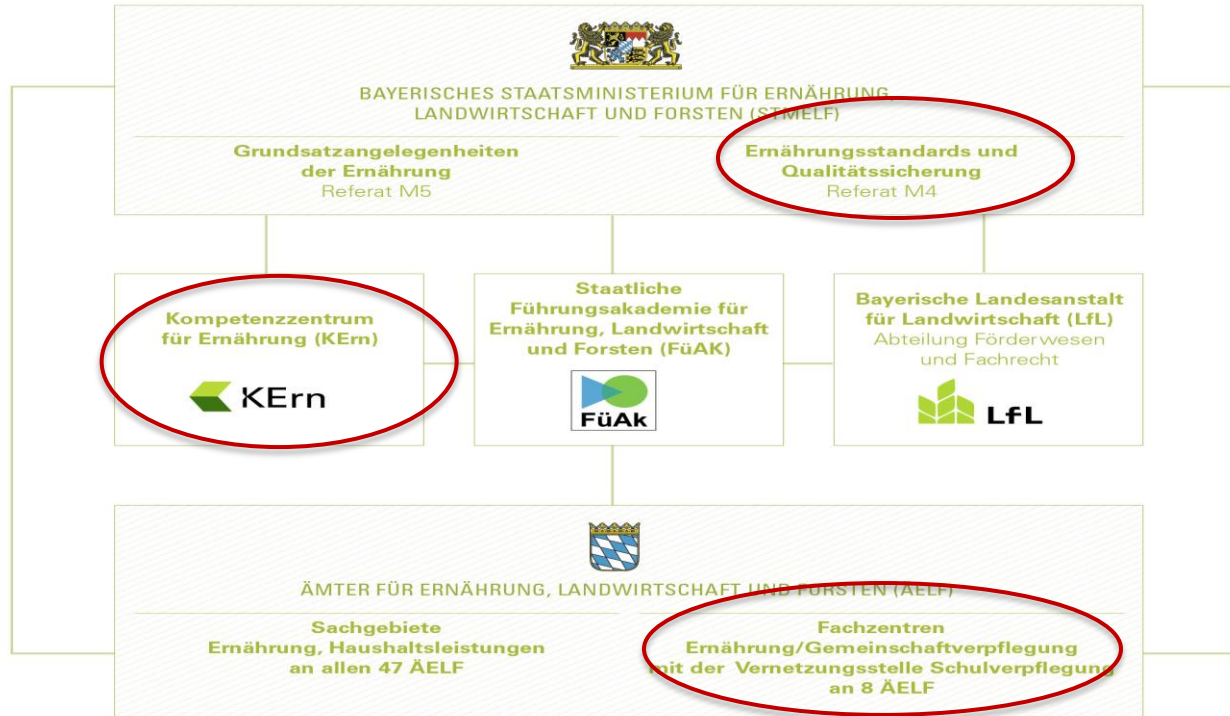 BAYERISCHES STAATSMINISTERIUM FÜR ERNÄHRUNG,
LANDWIRTSCHAFT UND FORSTEN (STMELF)
Grundsatzangelegenheiten
der Ernährung
Referat M5
Ernährungsstandards und
Qualitätssicherung
Referat M4
Kompetenzzentrum
für Ernährung (KErn)
KErn
Staatliche
Führungsakademie für
Ernährung, Landwirtschaft
und Forsten (FüAK)
FüAk
Bayerische Landesanstalt
für Landwirtschaft (LfL)
Abteilung Förderwesen
und Fachrecht
LfL
ÄMTER FÜR ERNÄHRUNG, LANDWIRTSCHAFT UND FORSTEN (ÄELF)
Sachgebiete
Ernährung, Haushaltsleistungen
an allen 47 ÄELF
Fachzentren
Ernährung/Gemeinschaftverpflegung
mit der Vernetzungsstelle Schulverpflegung
an 8 ÄELF